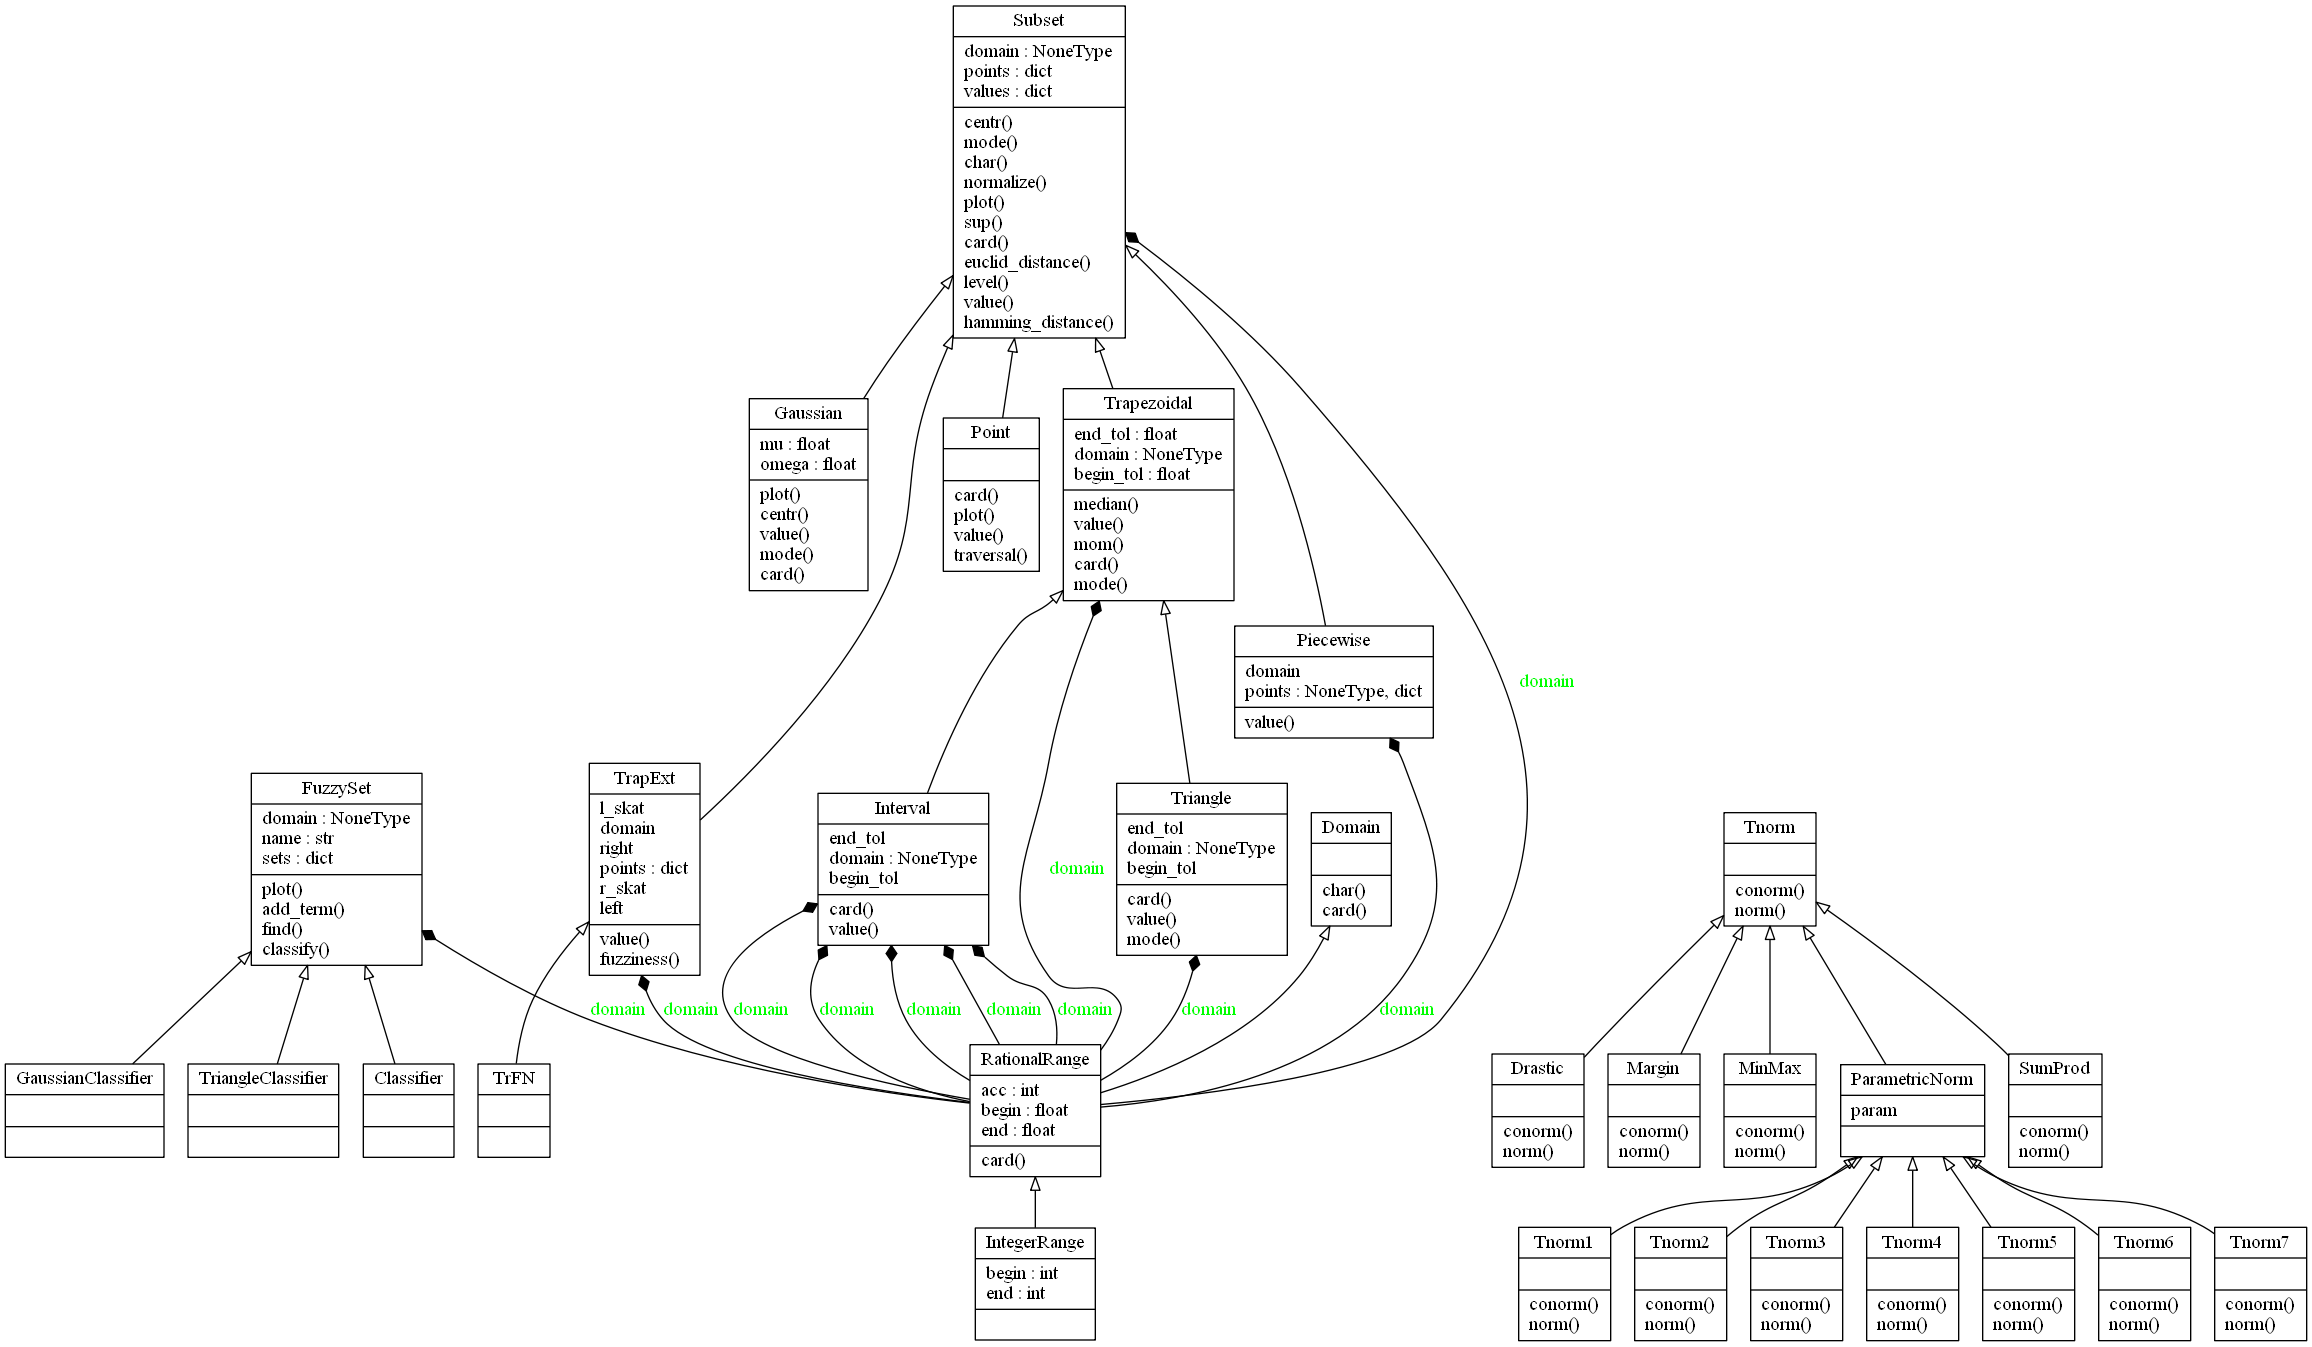 Subset
domain : NoneType
points : dict
values : dict
centr()
mode()
char()
normalize()
plot()
sup()
card()
euclid_distance()
level()
value()
hamming_distance()
Gaussian
mu : float
omega : float
plot()
centr()
value()
mode()
card()
Point
card()
plot()
value()
traversal()
Trapezoidal
end_tol : float
domain : NoneType
begin_tol : float
median()
value()
mom()
card()
mode()
Piecewise
domain
points : NoneType, dict
value()
domain
FuzzySet
domain : NoneType
name : str
sets : dict
plot()
add_term()
find()
classify()
TrapExt
l_skat
domain
right
points : dict
r_skat
left
value()
fuzziness()
Interval
end_tol
domain : NoneType
begin_tol
card()
value()
domain
Triangle
end_tol
domain : NoneType
begin_tol
card()
value()
mode()
Domain
char()
card()
Tnorm
conorm()
norm()
domain
domain
domain
domain
domain
domain
domain
domain
domain
GaussianClassifier
TriangleClassifier
Classifier
TrFN
RationalRange
acc : int
begin : float
end : float
card()
Drastic
conorm()
norm()
Margin
conorm()
norm()
MinMax
conorm()
norm()
ParametricNorm
param
SumProd
conorm()
norm()
IntegerRange
begin : int
end : int
Tnorm1
conorm()
norm()
Tnorm2
conorm()
norm()
Tnorm3
conorm()
norm()
Tnorm4
conorm()
norm()
Tnorm5
conorm()
norm()
Tnorm6
conorm()
norm()
Tnorm7
conorm()
norm()